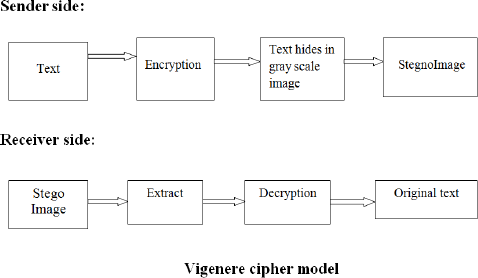 Sender side:
Text
Encryption
Text hides in
gray scale
image
StegnoImage
Receiver side:
Stego
Image
Extract
Decryption
Original text
Vigenere cipher model